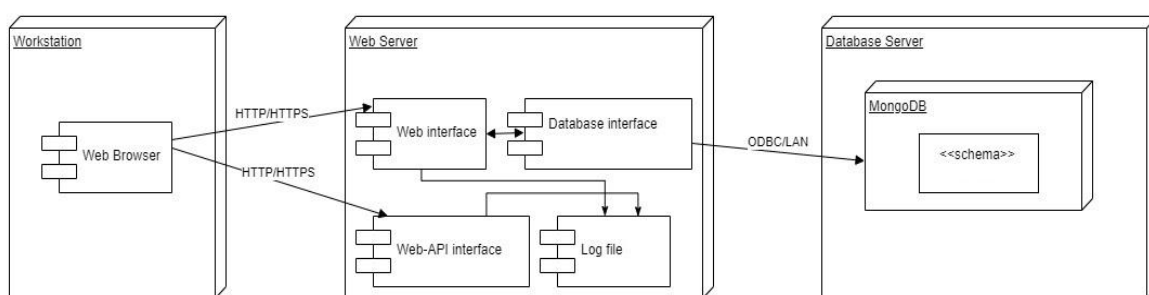 Workstation
Web Server
Database Server
HTTP/HTTPS
Web Browser
HTTP/HTTPS
Web interface
Database interface
ODBC/LAN
MongoDB
<<schema>>
Web-API interface
Log file